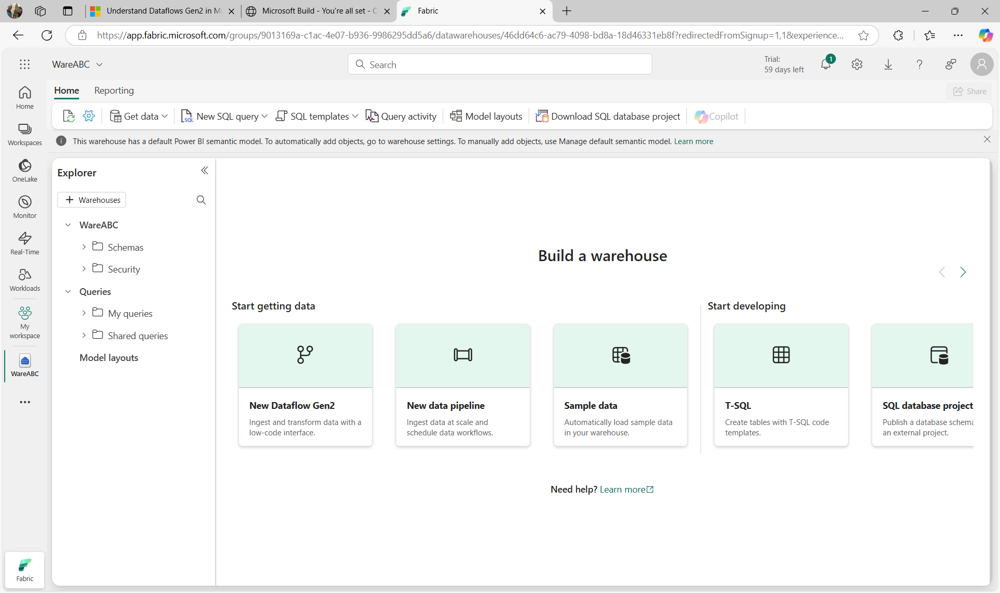 Understand Dataflows Gen2 in Mi
Microsoft Build - You're all set - C
Fabric
https://app.fabric.microsoft.com/groups/9013169a-c1ac-4e07-b936-9986295dd5a6/datawarehouses/46dd64c6-ac79-4098-bd8a-18d46331eb8f?redirectedFromSignup=1,1&experience...
WareABC
Search
Trial:
59 days left
1
Home
Reporting
Share
Get data
New SQL query
SQL templates
Query activity
Model layouts
Download SQL database project
Copilot
This warehouse has a default Power BI semantic model. To automatically add objects, go to warehouse settings. To manually add objects, use Manage default semantic model. Learn more
Home
Workspaces
OneLake
Monitor
Real-Time
Workloads
My
workspace
WareABC
Fabric
Explorer
Warehouses
WareABC
Schemas
Security
Queries
My queries
Shared queries
Model layouts
Build a warehouse
Start getting data
New Dataflow Gen2
Ingest and transform data with a
low-code interface.
New data pipeline
Ingest data at scale and
schedule data workflows.
Sample data
Automatically load sample data
in your warehouse.
Start developing
T-SQL
Create tables with T-SQL code
templates.
SQL database project
Publish a database schema
an external project.
Need help? Learn more